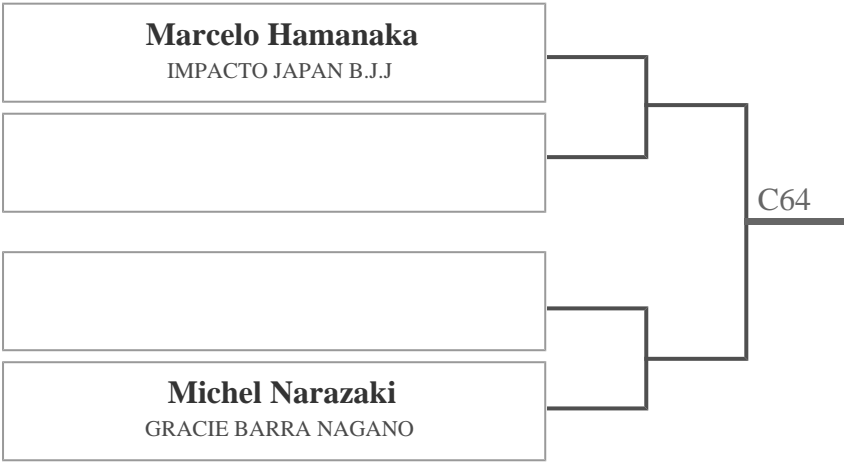 Marcelo Hamanaka
IMPACTO JAPAN B.J.J
C64
Michel Narazaki
GRACIE BARRA NAGANO